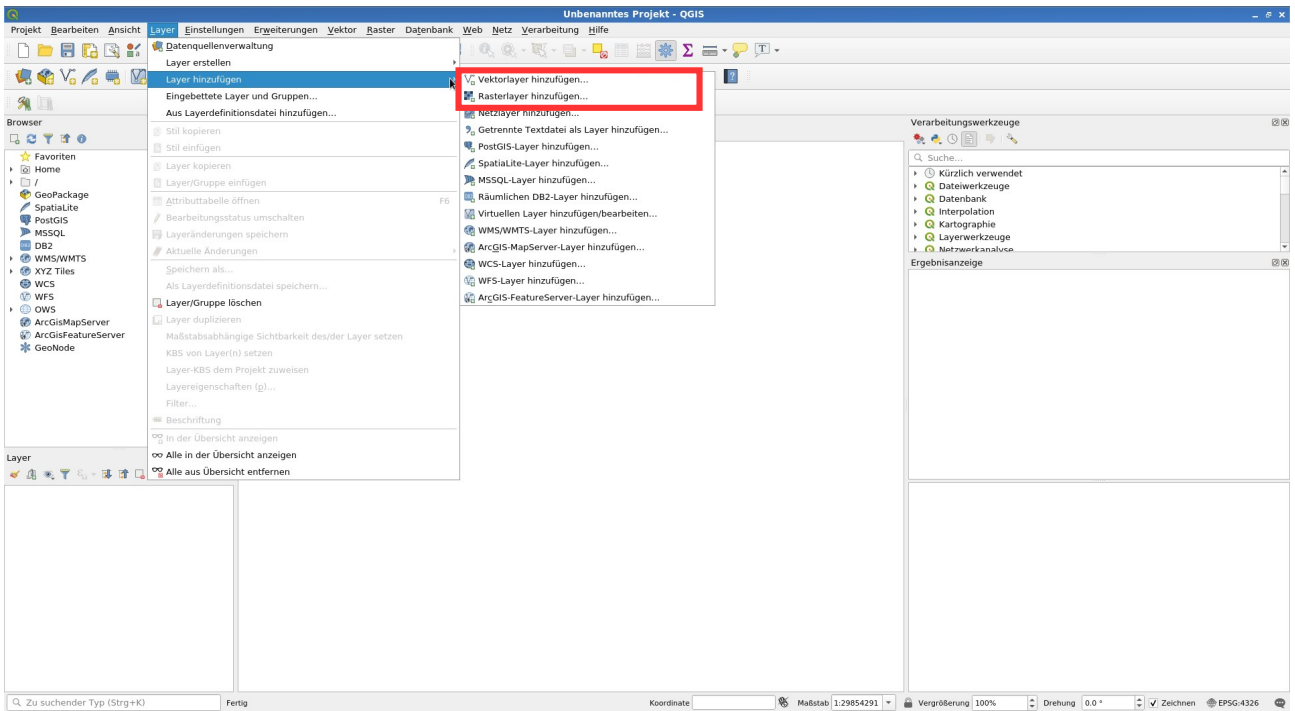 Unbenanntes Projekt - QGIS
Projekt Bearbeiten Ansicht Layer Einstellungen Erweiterungen Vektor Raster Datenbank Web Netz Verarbeitung Hilfe
Datenquellenverwaltung
Layer erstellen
Layer hinzufügen
Eingebettete Layer und Gruppen...
Aus Layerdefinitionsdatei hinzufügen...
Stil kopieren
Stil einfügen
Layer kopieren
Layer/Gruppe einfügen
Attributtabelle öffnen F6
Bearbeitungsstatus umschalten
Layeränderungen speichern
Aktuelle Änderungen
Speichern als...
Als Layerdefinitionsdatei speichern...
Layer/Gruppe löschen
Layer duplizieren
Maßstabsabhängige Sichtbarkeit des/der Layer setzen
KBS von Layer(n) setzen
Layer-KBS dem Projekt zuweisen
Layereigenschaften (p)...
Filter...
Beschriftung
In der Übersicht anzeigen
Alle in der Übersicht anzeigen
Alle aus Übersicht entfernen
Vektorlayer hinzufügen...
Rasterlayer hinzufügen...
Netzlayer hinzufügen...
Getrennte Textdatei als Layer hinzufügen...
PostGIS-Layer hinzufügen...
SpatiaLite-Layer hinzufügen...
MSSQL-Layer hinzufügen...
Räumlichen DB2-Layer hinzufügen...
Virtuellen Layer hinzufügen/bearbeiten...
WMS/WMTS-Layer hinzufügen...
ArcGIS-MapServer-Layer hinzufügen...
WCS-Layer hinzufügen...
WFS-Layer hinzufügen...
ArcGIS-FeatureServer-Layer hinzufügen...
Browser
Favoriten
Home
/
GeoPackage
SpatiaLite
PostGIS
MSSQL
DB2
WMS/WMTS
XYZ Tiles
WCS
WFS
OWS
ArcGisMapServer
ArcGisFeatureServer
GeoNode
Layer
Verarbeitungswerkzeuge
Suche...
Kürzlich verwendet
Dateiwerkzeuge
Datenbank
Interpolation
Kartographie
Layerwerkzeuge
Netzwerkanalyse
Ergebnisanzeige
Zu suchender Typ (Strg+K) Fertig Koordinate Maßstab 1:29854291 Vergrößerung 100% Drehung 0.0 ° Zeichnen EPSG:4326